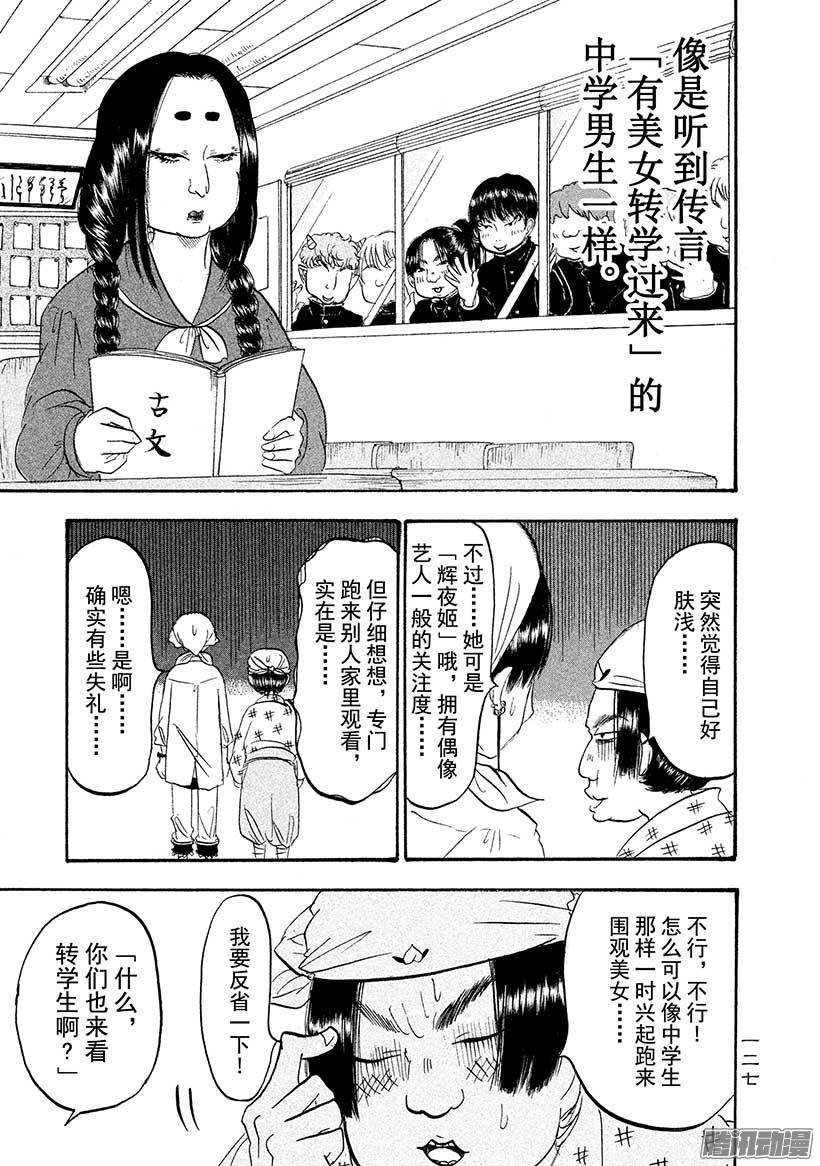 像是听到传言
「有美女转学过来」的
中学男生一样。
古
文
突然觉得自己好
肤浅……
不过……她可是
「辉夜姬」哦，拥有偶像
艺人一般的关注度……
但仔细想想，专门
跑来别人家里观看，
实在是……
嗯……是啊……
确实有些失礼……
不行，不行！
怎么可以像中学生
那样一时兴起跑来
围观美女……
我要反省一下！
「什么，
你们也来看
转学生啊？」
一二七
腾讯动漫